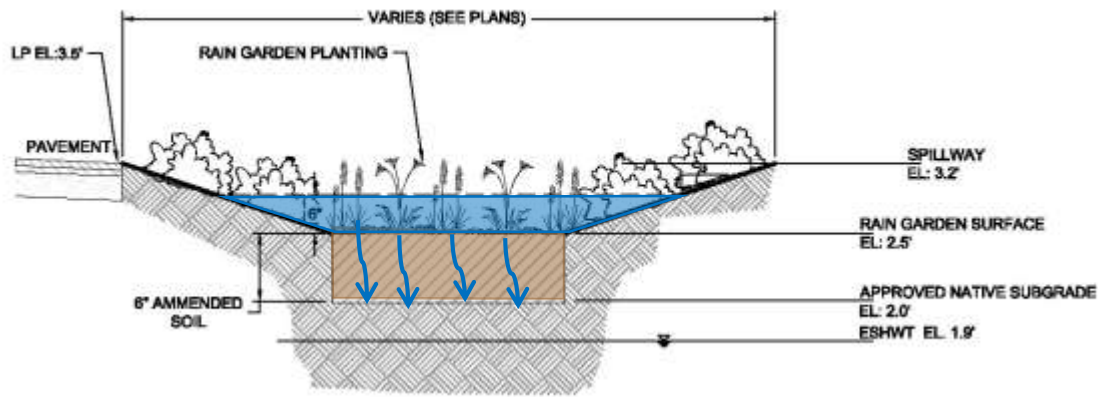 VARIES (SEE PLANS)
LP EL:3.5'
RAIN GARDEN PLANTING
PAVEMENT
SPILLWAY
EL: 3.2'
6"
RAIN GARDEN SURFACE
EL: 2.5'
6" AMMENDED
SOIL
APPROVED NATIVE SUBGRADE
EL: 2.0'
ESHWT EL. 1.9'